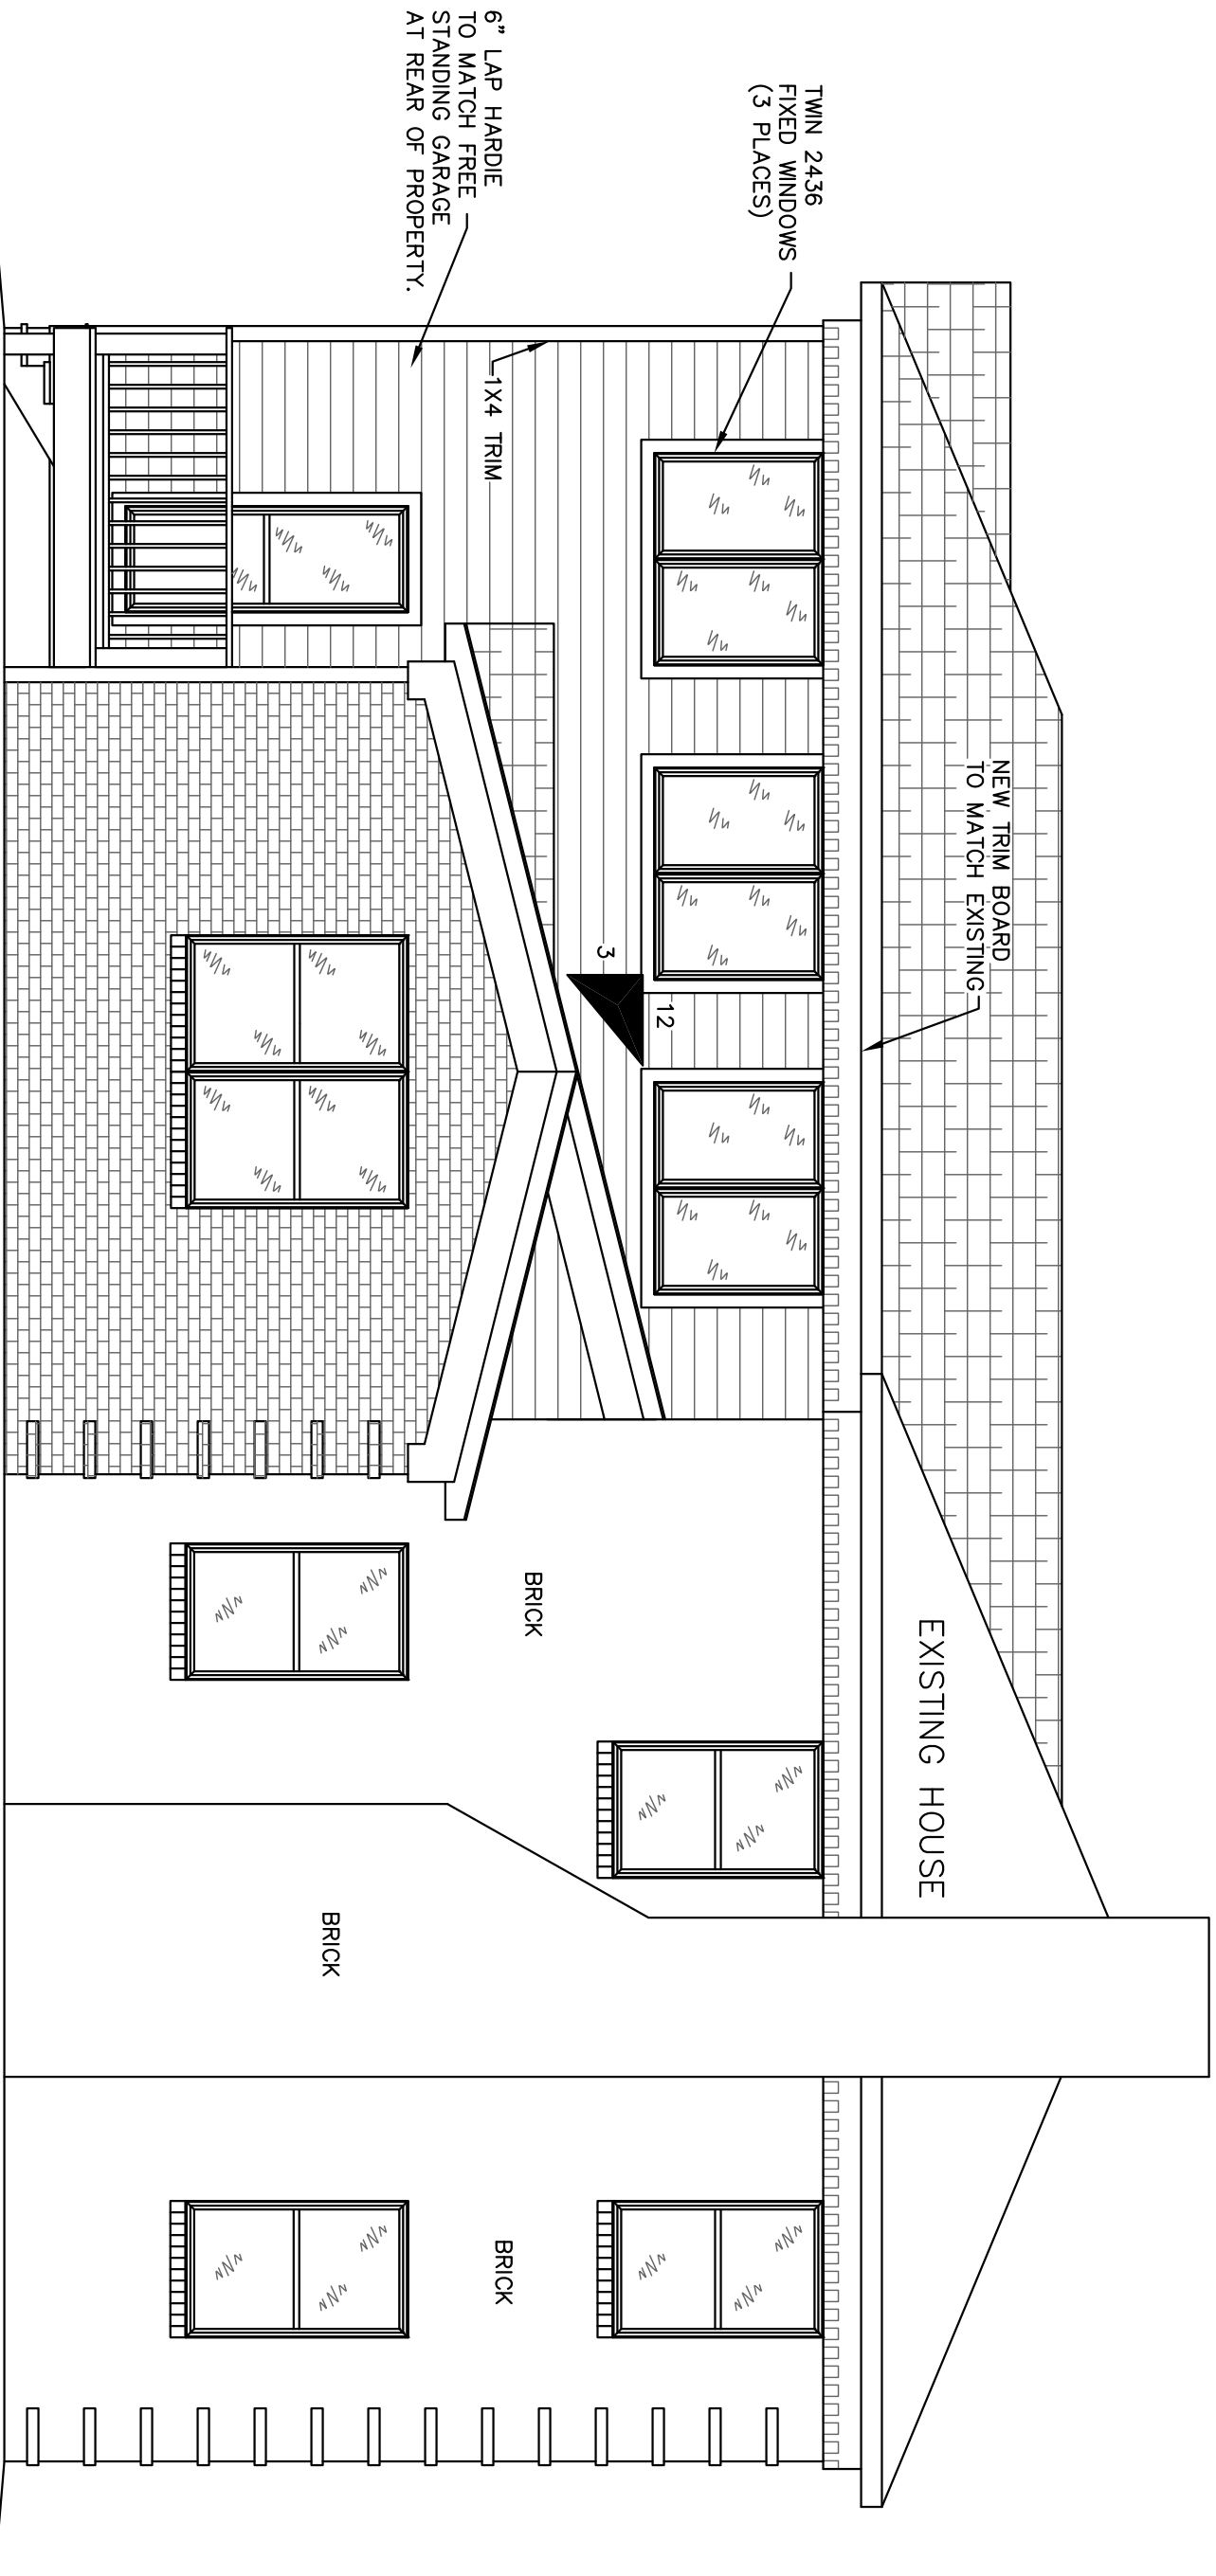 NEW TRIM BOARD
TO MATCH EXISTING
EXISTING HOUSE
TWIN 2436
FIXED WINDOWS
(3 PLACES)
12
3
6" LAP HARDIE
TO MATCH FREE
STANDING GARAGE
AT REAR OF PROPERTY.
1X4 TRIM
BRICK
BRICK
BRICK